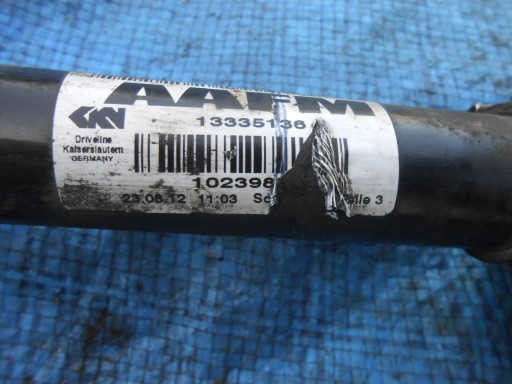 AAFM
GKN
13335136
Driveline
Kaiserslautern
GERMANY
102398
23.08.12 11:03 3